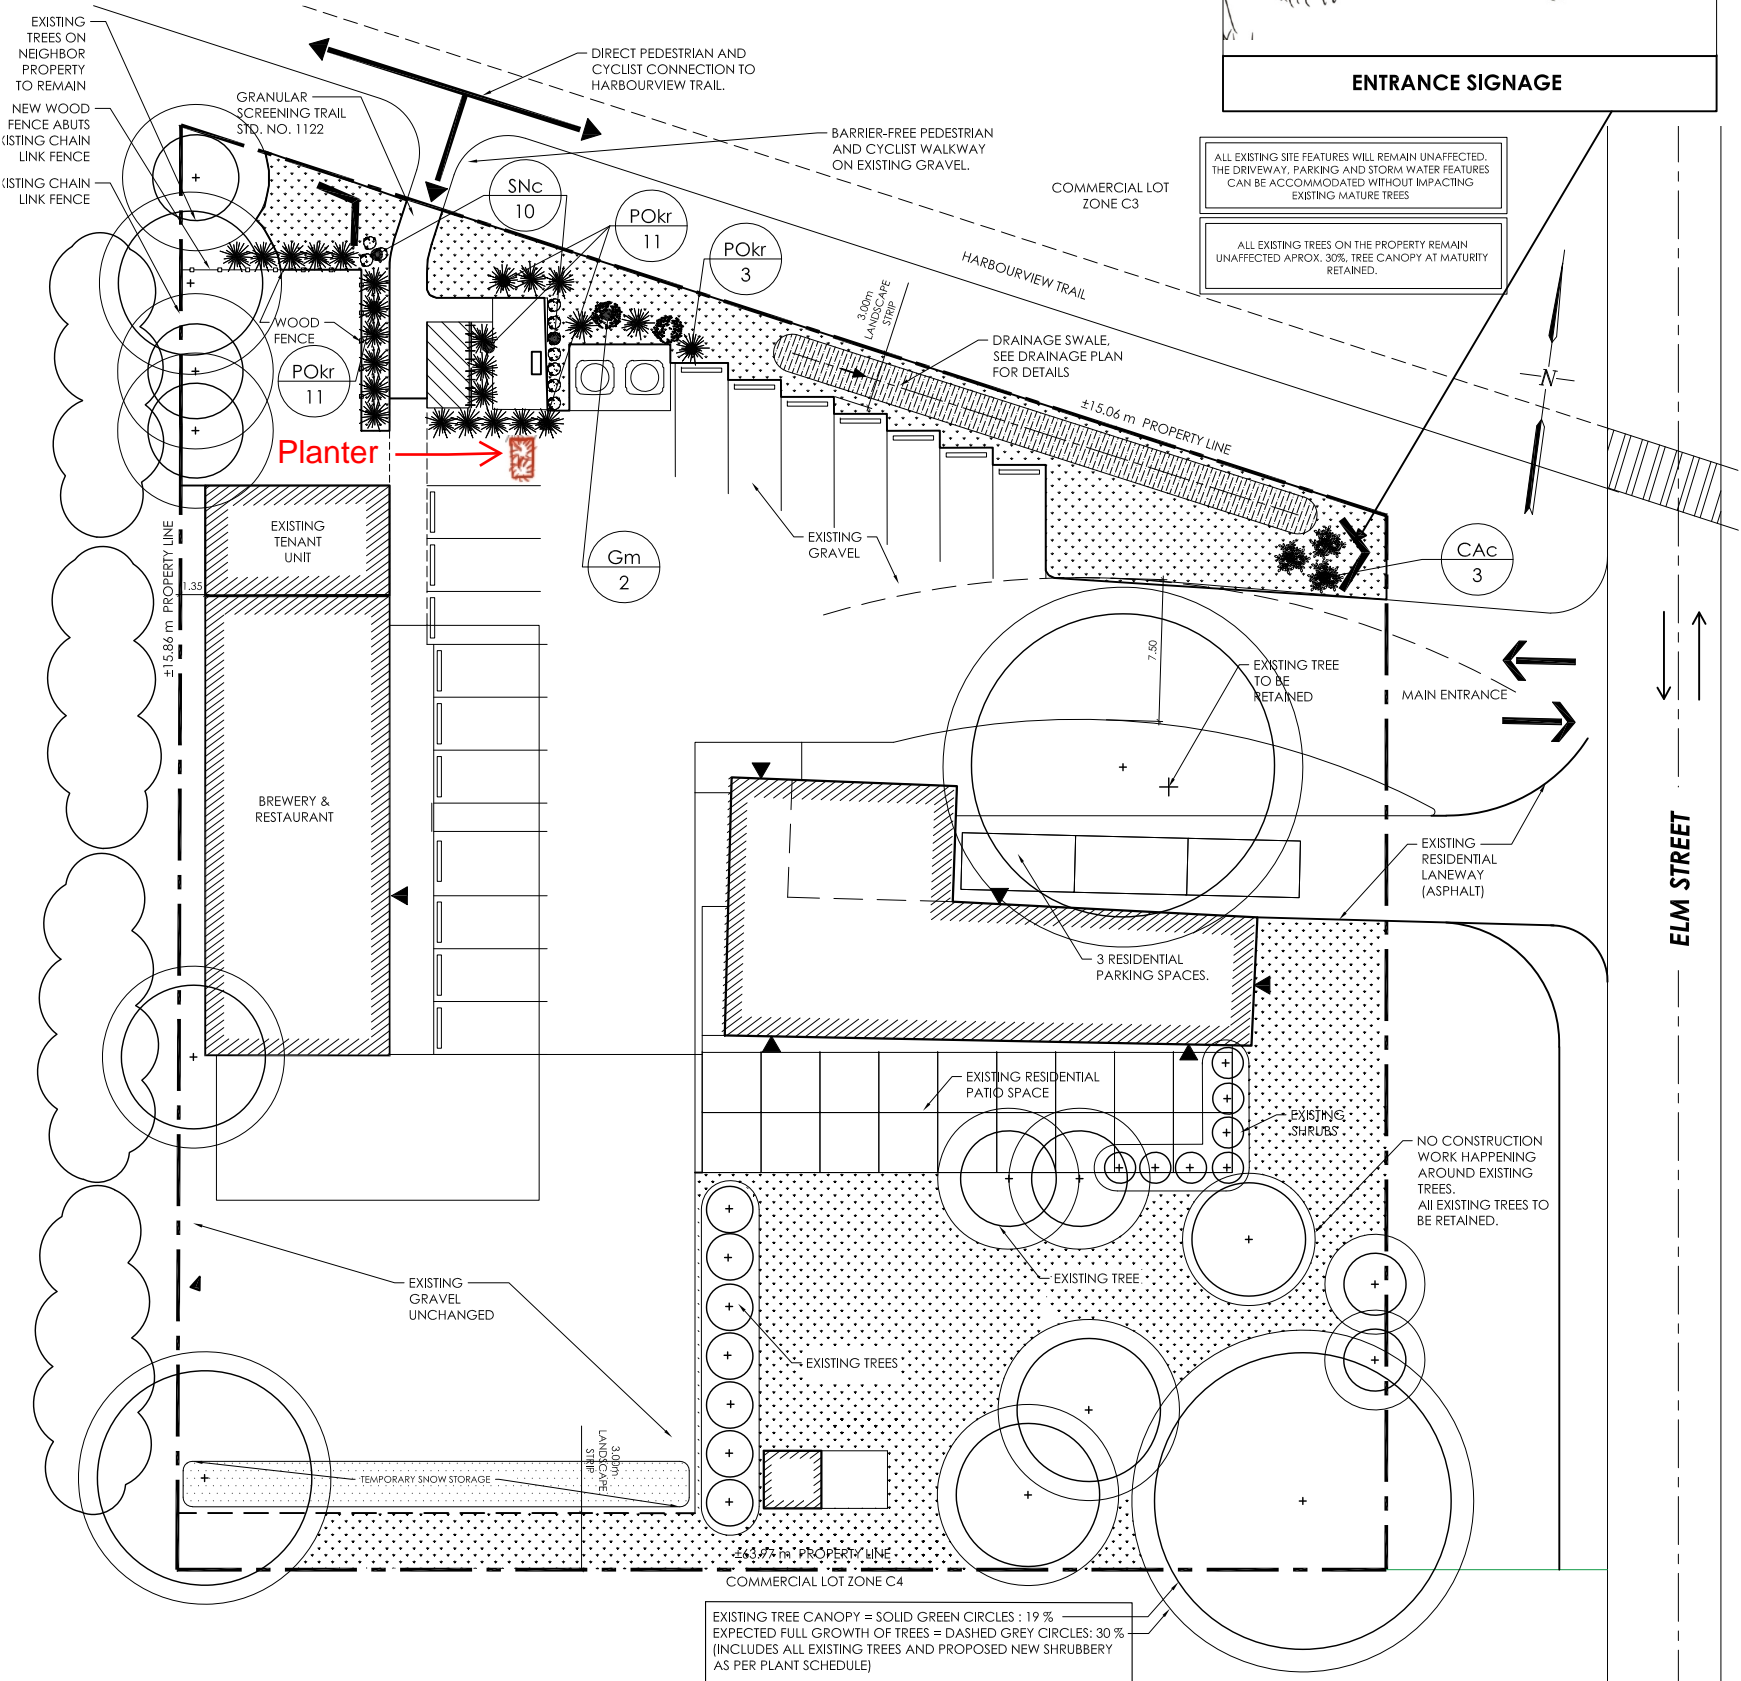 EXISTING
TREES ON
NEIGHBOR
PROPERTY
TO REMAIN
NEW WOOD
FENCE ABUTS
ISTING CHAIN
LINK FENCE
ISTING CHAIN
LINK FENCE
GRANULAR
SCREENING TRAIL
STD. NO. 1122
DIRECT PEDESTRIAN AND
CYCLIST CONNECTION TO
HARBOURVIEW TRAIL.
BARRIER-FREE PEDESTRIAN
AND CYCLIST WALKWAY
ON EXISTING GRAVEL.
ENTRANCE SIGNAGE
ALL EXISTING SITE FEATURES WILL REMAIN UNAFFECTED.
THE DRIVEWAY, PARKING AND STORM WATER FEATURES
CAN BE ACCOMMODATED WITHOUT IMPACTING
EXISTING MATURE TREES
ALL EXISTING TREES ON THE PROPERTY REMAIN
UNAFFECTED APROX. 30%, TREE CANOPY AT MATURITY
RETAINED.
COMMERCIAL LOT
ZONE C3
SNc
10
POkr
11
POkr
3
HARBOURVIEW TRAIL
3.00m
LANDSCAPE
STRIP
DRAINAGE SWALE,
SEE DRAINAGE PLAN
FOR DETAILS
±15.06 m PROPERTY LINE
N
WOOD
FENCE
POkr
11
Planter
EXISTING
TENANT
UNIT
1.35
±15.86 m PROPERTY LINE
Gm
2
EXISTING
GRAVEL
CAc
3
7.50
EXISTING TREE
TO BE
RETAINED
MAIN ENTRANCE
BREWERY &
RESTAURANT
EXISTING
RESIDENTIAL
LANEWAY
(ASPHALT)
ELM STREET
3 RESIDENTIAL
PARKING SPACES.
EXISTING RESIDENTIAL
PATIO SPACE
EXISTING
SHRUBS
NO CONSTRUCTION
WORK HAPPENING
AROUND EXISTING
TREES.
All EXISTING TREES TO
BE RETAINED.
EXISTING TREE
EXISTING
GRAVEL
UNCHANGED
EXISTING TREES
3.00m
LANDSCAPE
STRIP
TEMPORARY SNOW STORAGE
±63.97 m PROPERTY LINE
COMMERCIAL LOT ZONE C4
EXISTING TREE CANOPY = SOLID GREEN CIRCLES : 19 %
EXPECTED FULL GROWTH OF TREES = DASHED GREY CIRCLES: 30 %
(INCLUDES ALL EXISTING TREES AND PROPOSED NEW SHRUBBERY
AS PER PLANT SCHEDULE)